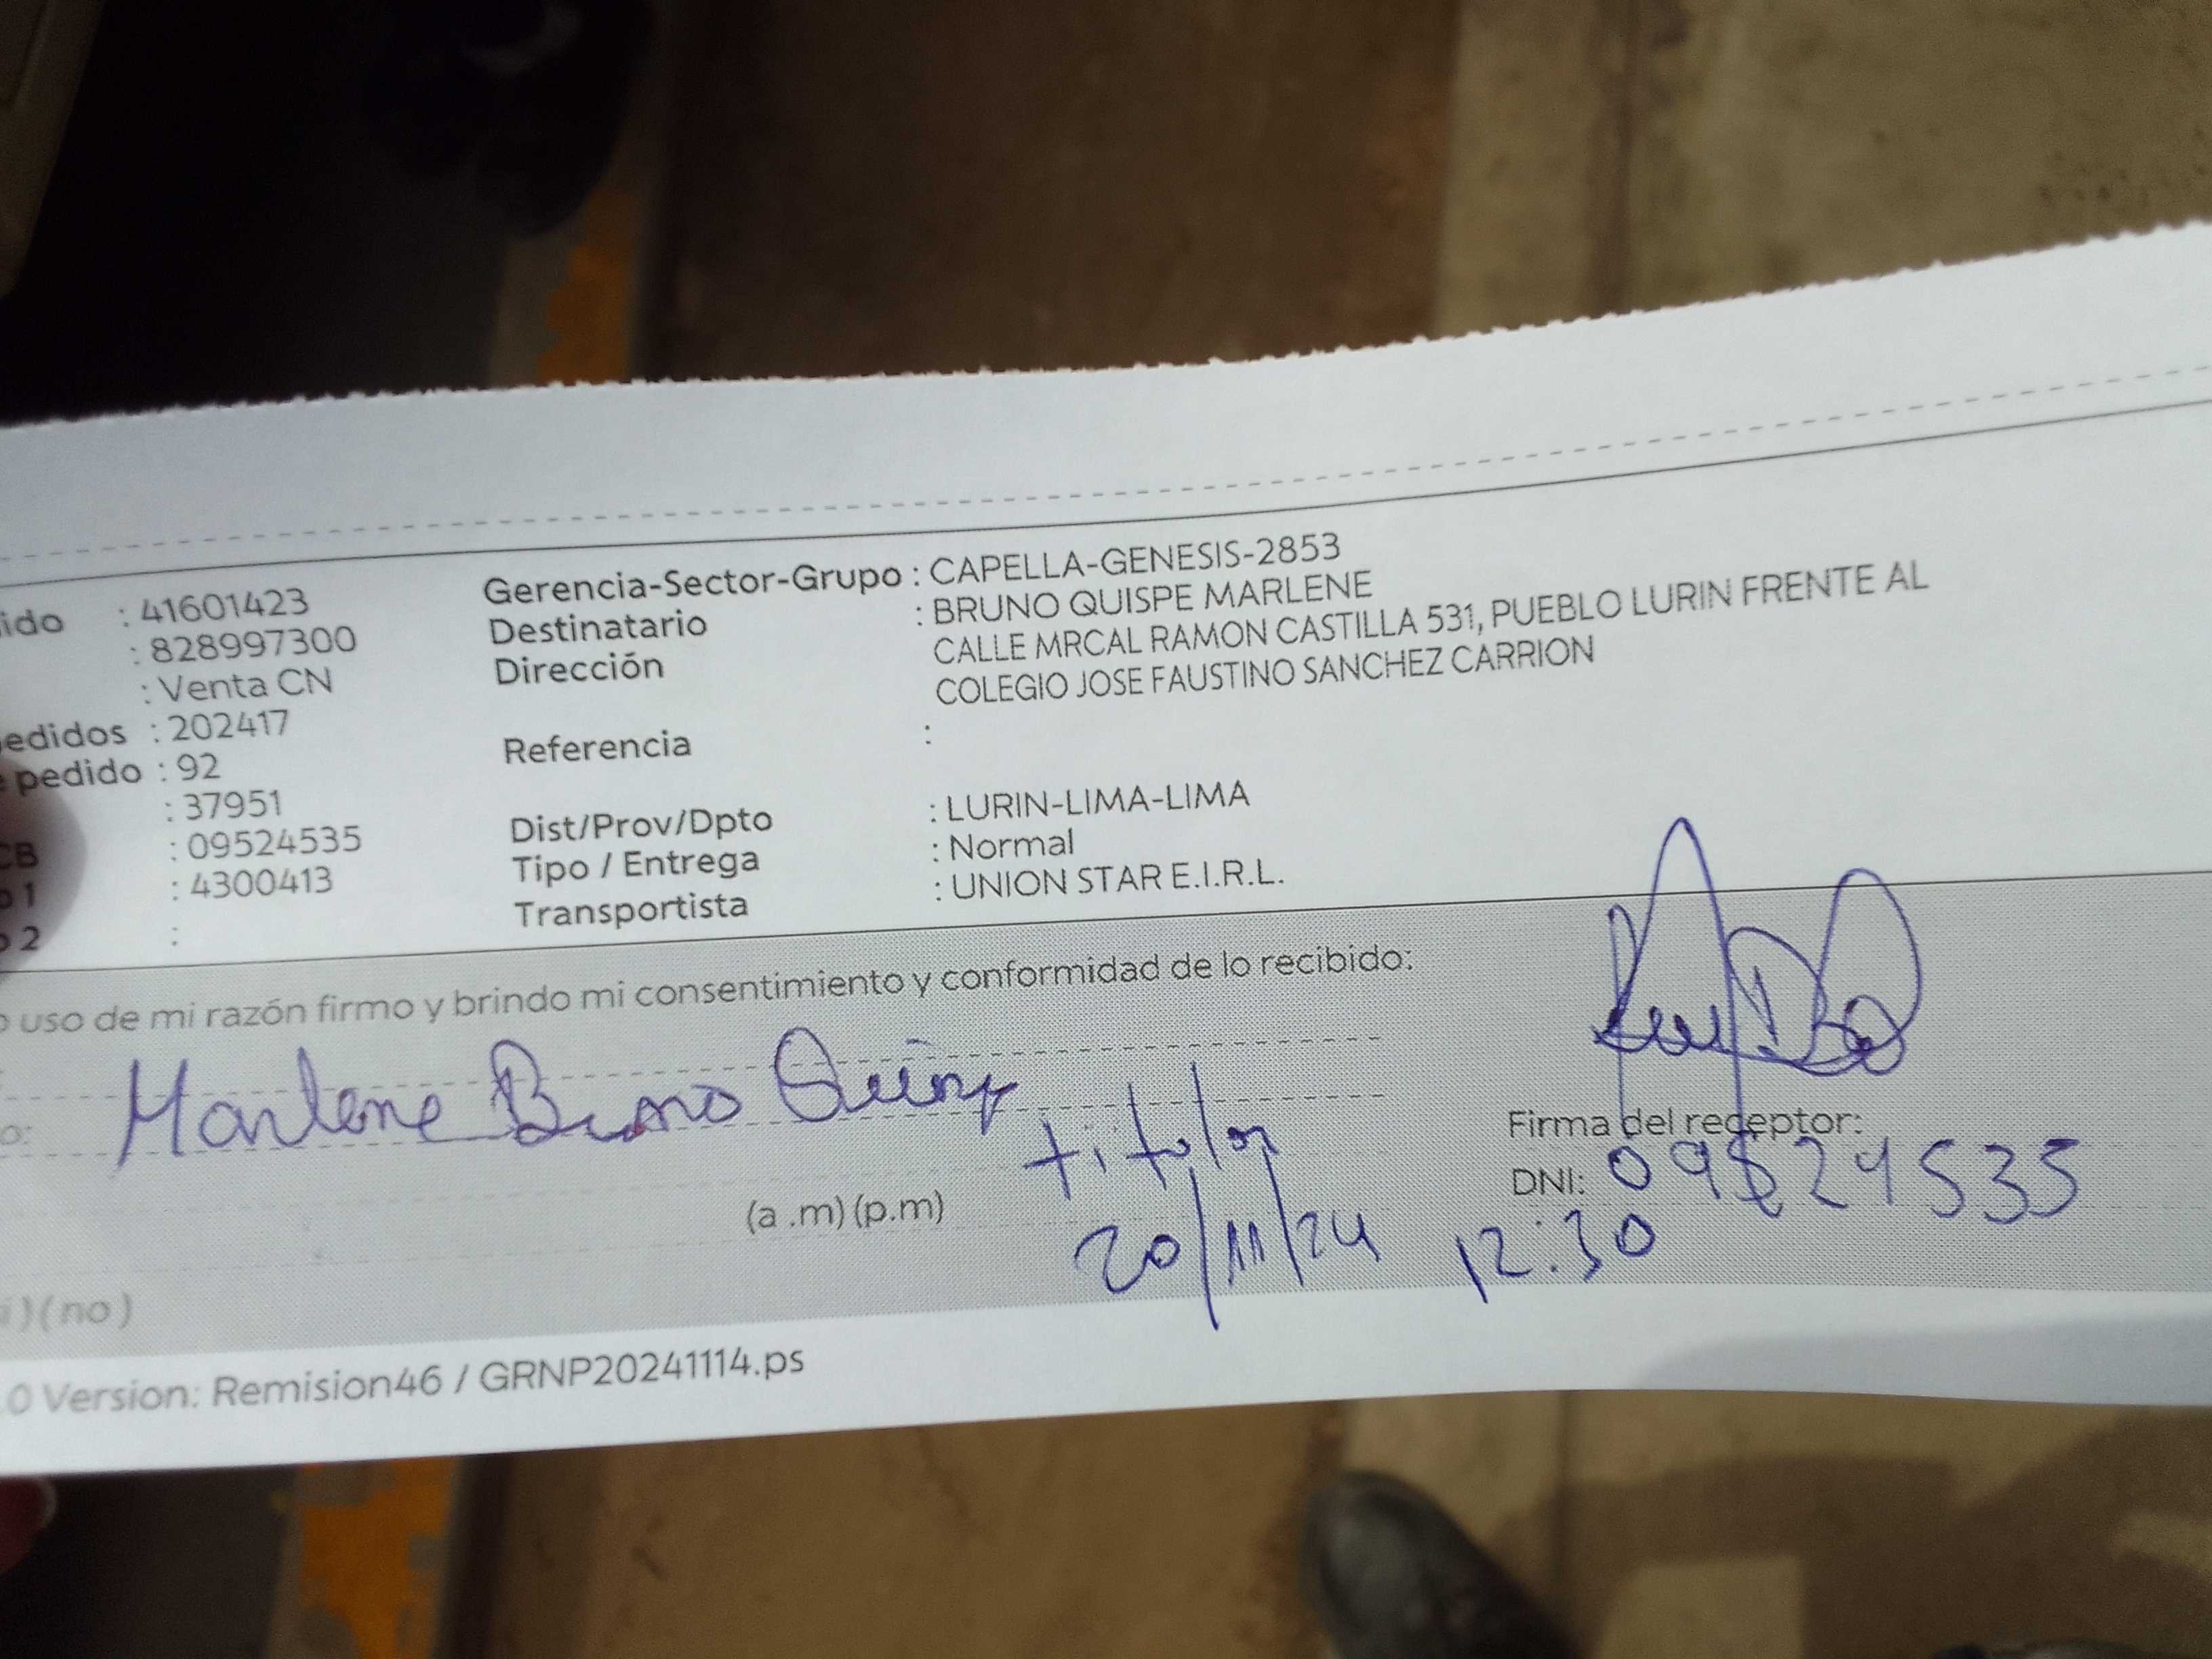 ido : 41601423
: 828997300
: Venta CN
edidos : 202417
e pedido : 92
: 37951
CB : 09524535
o 1 : 4300413
o 2 :
Gerencia-Sector-Grupo : CAPELLA-GENESIS-2853
Destinatario : BRUNO QUISPE MARLENE
Dirección CALLE MRCAL RAMON CASTILLA 531, PUEBLO LURIN FRENTE AL
COLEGIO JOSE FAUSTINO SANCHEZ CARRION
Referencia :
Dist/Prov/Dpto : LURIN-LIMA-LIMA
Tipo / Entrega : Normal
Transportista : UNION STAR E.I.R.L.
o uso de mi razón firmo y brindo mi consentimiento y conformidad de lo recibido:
o: Marlene Bruno Quispe
titular
Firma del receptor:
DNI: 09524535
(a .m) (p.m)
20/11/24 12:30
i ) ( no )
.0 Version: Remision46 / GRNP20241114.ps